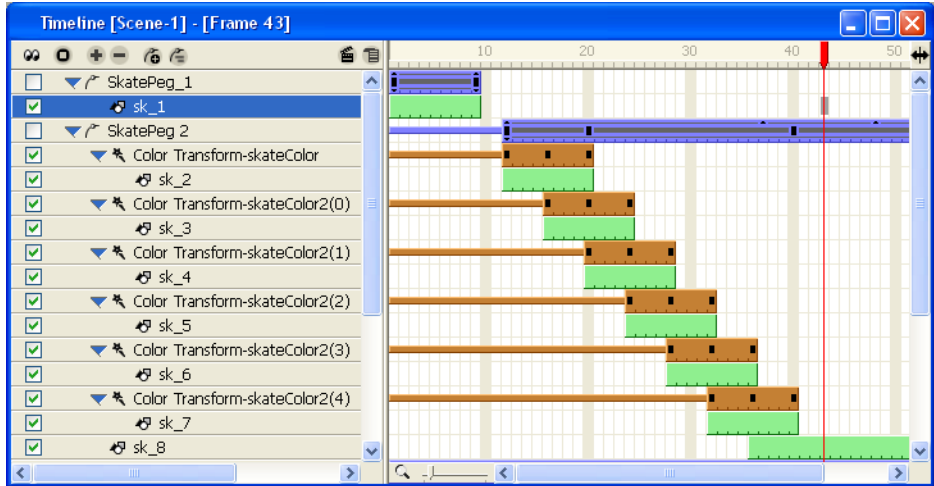 Timeline [Scene-1] - [Frame 43]
10 20 30 40 50
SkatePeg_1
sk_1
SkatePeg 2
Color Transform-skateColor
sk_2
Color Transform-skateColor2(0)
sk_3
Color Transform-skateColor2(1)
sk_4
Color Transform-skateColor2(2)
sk_5
Color Transform-skateColor2(3)
sk_6
Color Transform-skateColor2(4)
sk_7
sk_8